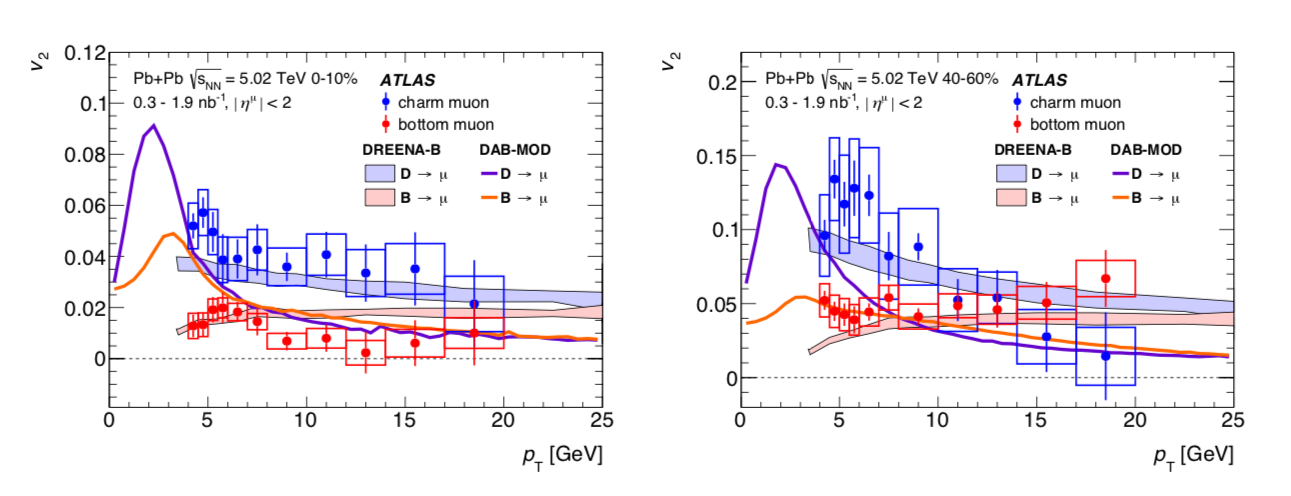 v₂
0.12
0.1
0.08
0.06
0.04
0.02
0
Pb+Pb √sNN = 5.02 TeV 0-10%
0.3 - 1.9 nb⁻¹, |η^μ| < 2
ATLAS
charm muon
bottom muon
DREENA-B DAB-MOD
D → μ D → μ
B → μ B → μ
0 5 10 15 20 25
pT [GeV]
v₂
0.2
0.15
0.1
0.05
0
Pb+Pb √sNN = 5.02 TeV 40-60%
0.3 - 1.9 nb⁻¹, |η^μ| < 2
ATLAS
charm muon
bottom muon
DREENA-B DAB-MOD
D → μ D → μ
B → μ B → μ
0 5 10 15 20 25
pT [GeV]